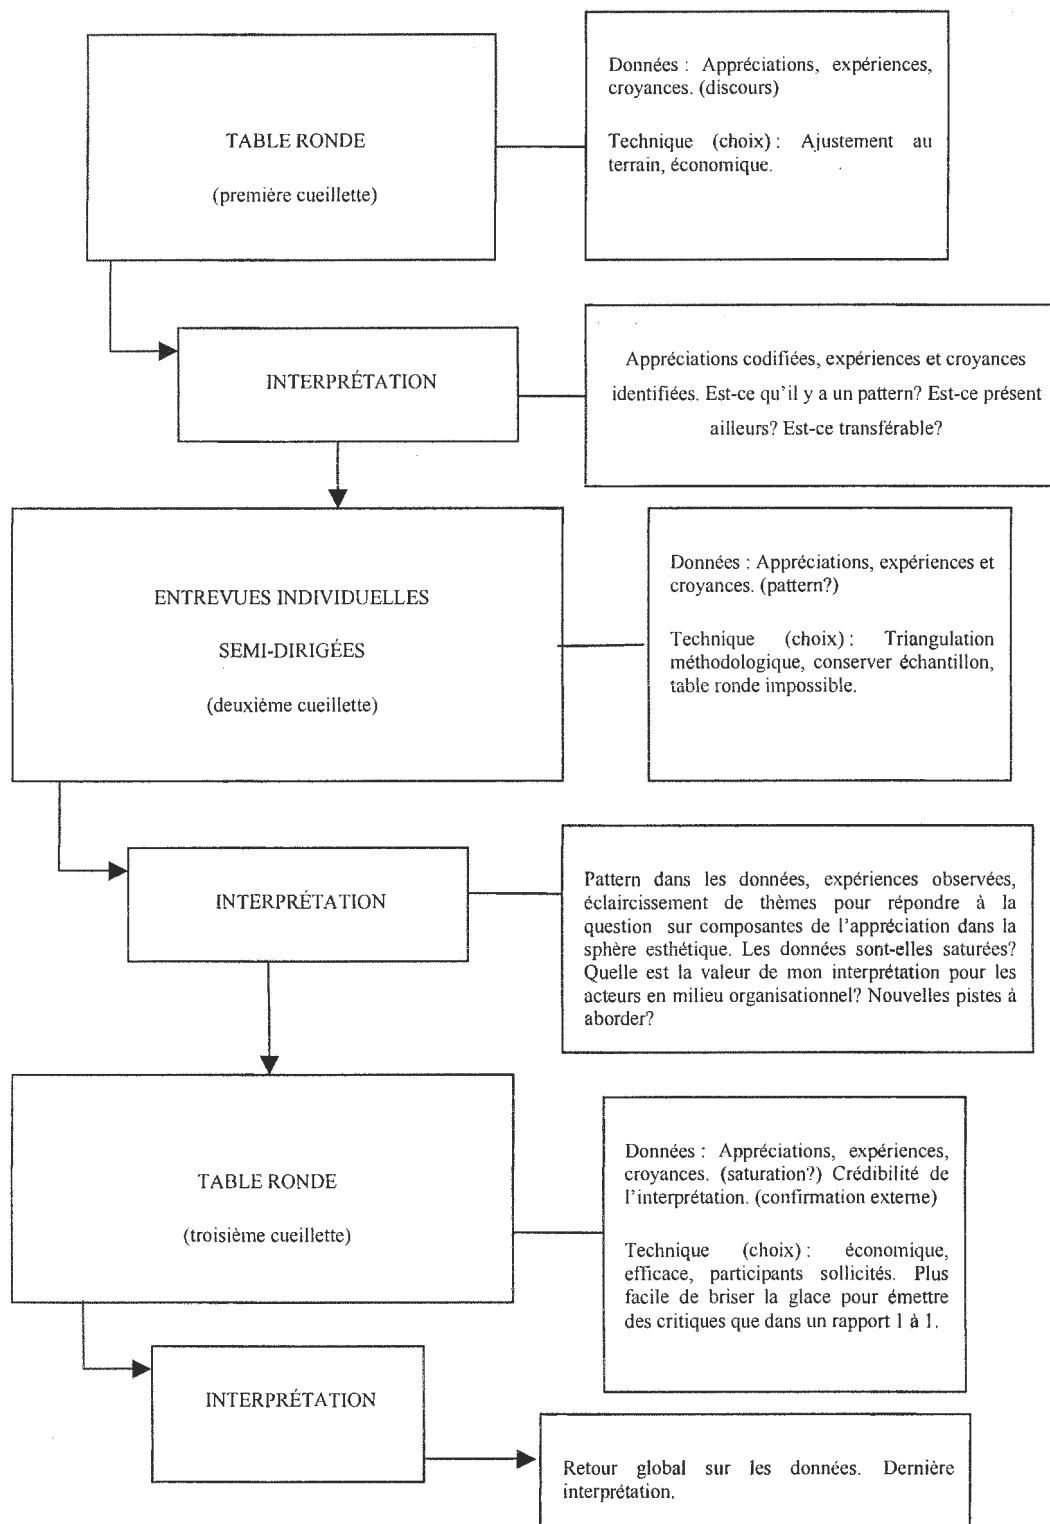 TABLE RONDE
(première cueillette)
Données : Appréciations, expériences,
croyances. (discours)
Technique (choix) : Ajustement au
terrain, économique.
INTERPRÉTATION
Appréciations codifiées, expériences et croyances
identifiées. Est-ce qu'il y a un pattern? Est-ce présent
ailleurs? Est-ce transférable?
ENTREVUES INDIVIDUELLES
SEMI-DIRIGÉES
(deuxième cueillette)
Données : Appréciations, expériences et
croyances. (pattern?)
Technique (choix) : Triangulation
méthodologique, conserver échantillon,
table ronde impossible.
INTERPRÉTATION
Pattern dans les données, expériences observées,
éclaircissement de thèmes pour répondre à la
question sur composantes de l'appréciation dans la
sphère esthétique. Les données sont-elles saturées?
Quelle est la valeur de mon interprétation pour les
acteurs en milieu organisationnel? Nouvelles pistes à
aborder?
TABLE RONDE
(troisième cueillette)
Données : Appréciations, expériences,
croyances. (saturation?) Crédibilité de
l'interprétation. (confirmation externe)
Technique (choix) : économique,
efficace, participants sollicités. Plus
facile de briser la glace pour émettre
des critiques que dans un rapport 1 à 1.
INTERPRÉTATION
Retour global sur les données. Dernière
interprétation.